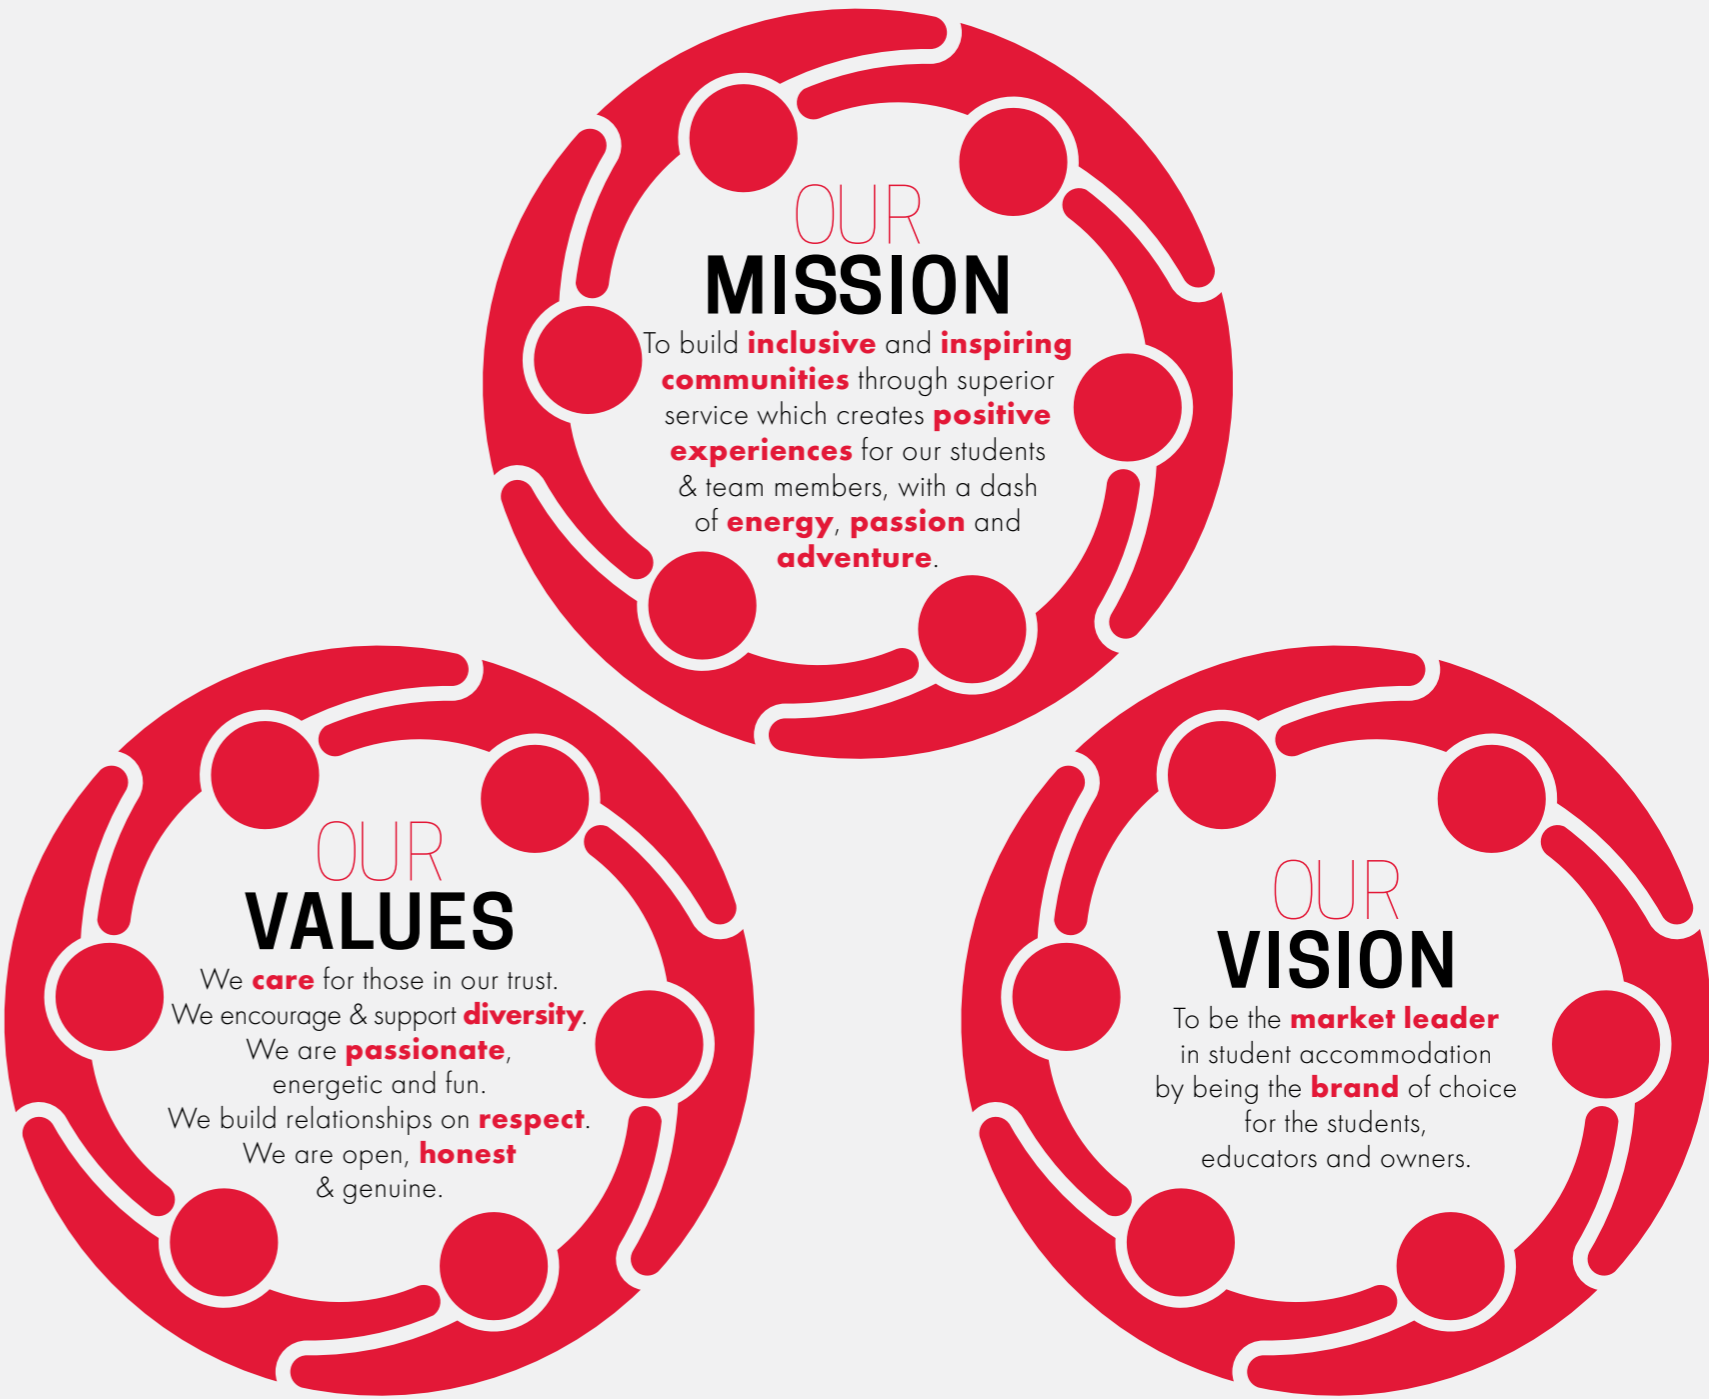 OUR
MISSION
To build inclusive and inspiring
communities through superior
service which creates positive
experiences for our students
& team members, with a dash
of energy, passion and
adventure.
OUR
VALUES
We care for those in our trust.
We encourage & support diversity.
We are passionate,
energetic and fun.
We build relationships on respect.
We are open, honest
& genuine.
OUR
VISION
To be the market leader
in student accommodation
by being the brand of choice
for the students,
educators and owners.